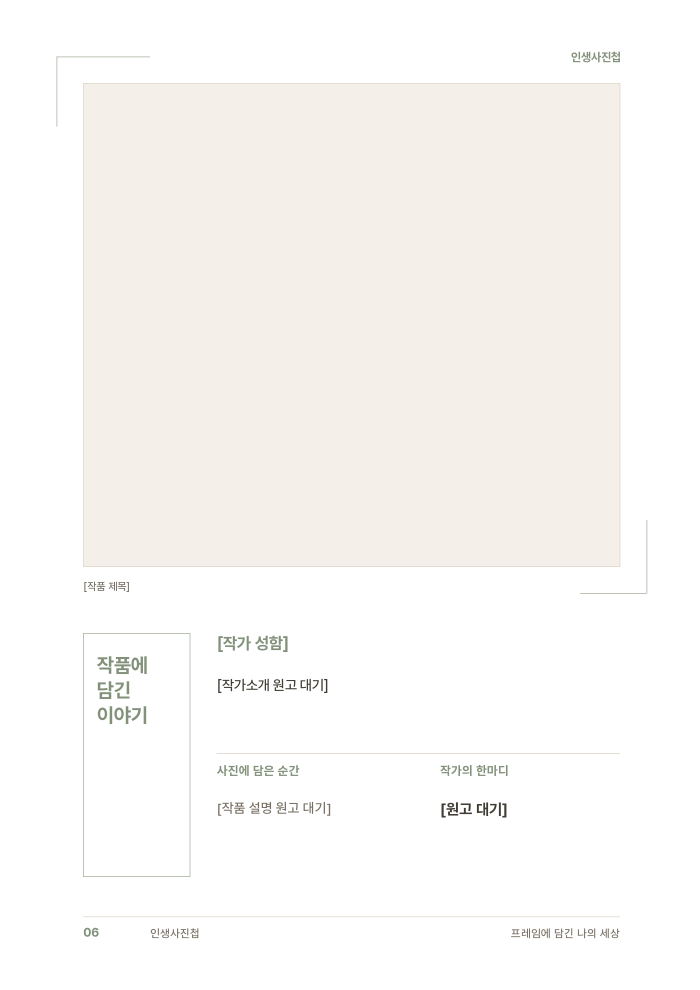 인생사진첩
[작품 제목]
작품에
담긴
이야기
[작가 성함]
[작가소개 원고 대기]
사진에 담은 순간
[작품 설명 원고 대기]
작가의 한마디
[원고 대기]
06
인생사진첩
프레임에 담긴 나의 세상